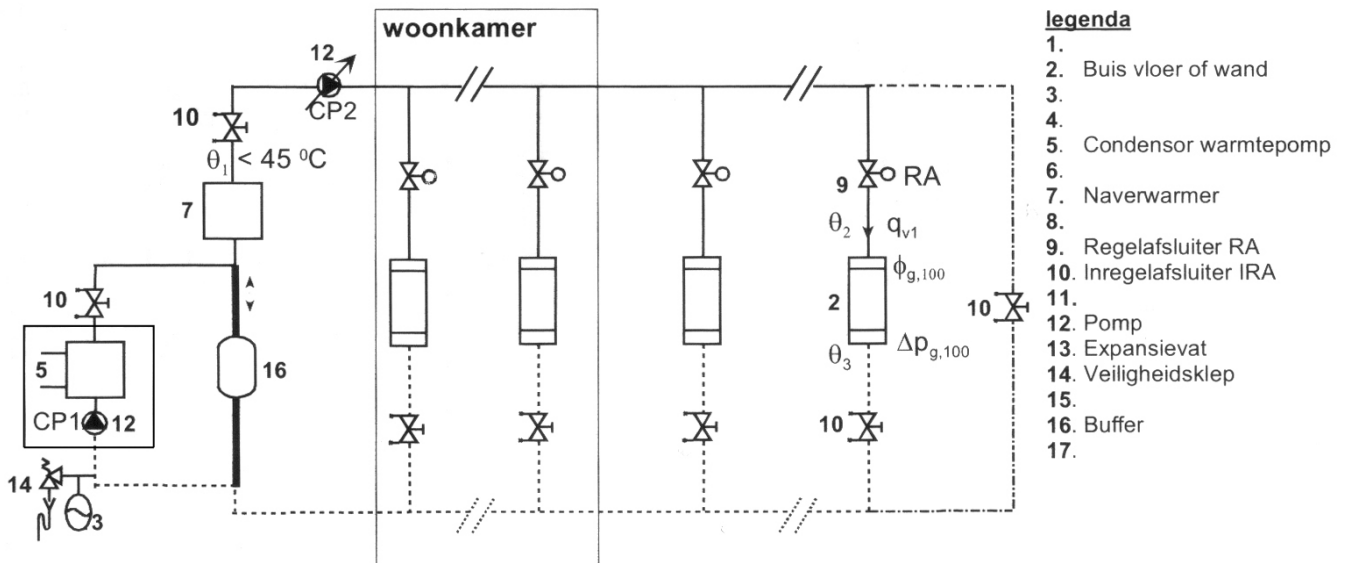 woonkamer
12
CP2
10
θ₁ < 45 ⁰C
7
10
5
CP1
12
16
14
3
9
RA
θ₂
qᵥ₁
ϕg,100
2
θ₃
Δpg,100
10
10
legenda
1.
2. Buis vloer of wand
3.
4.
5. Condensor warmtepomp
6.
7. Naverwarmer
8.
9. Regelafsluiter RA
10. Inregelafsluiter IRA
11.
12. Pomp
13. Expansievat
14. Veiligheidsklep
15.
16. Buffer
17.